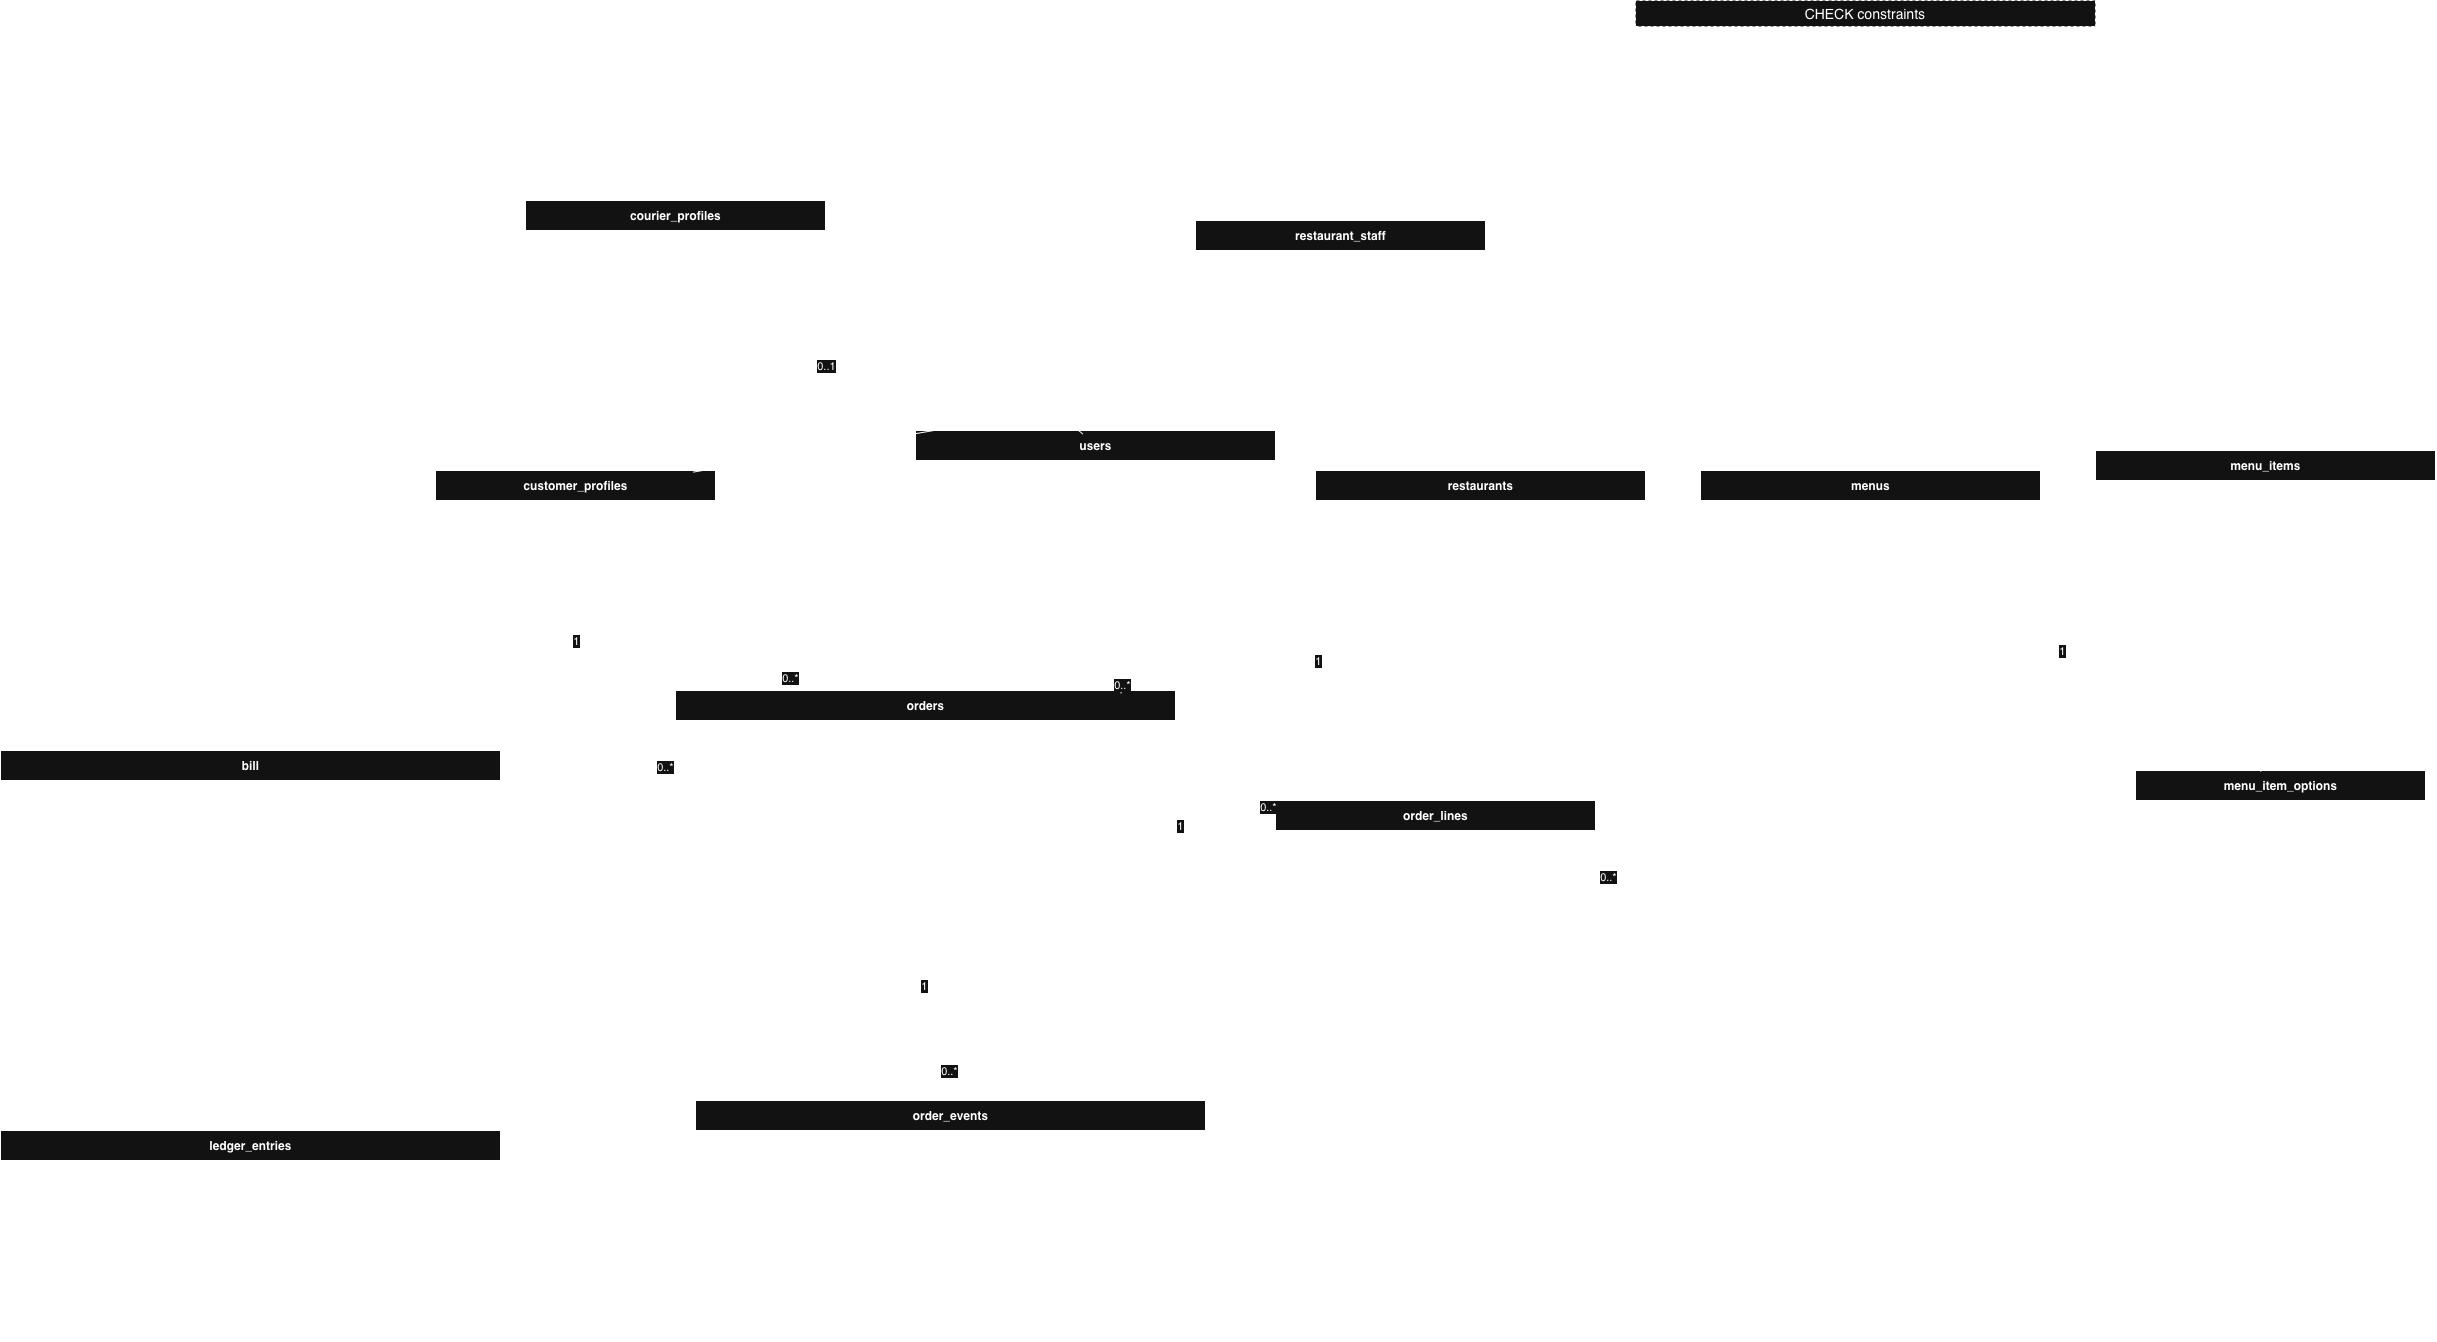 CHECK constraints
courier_profiles
restaurant_staff
0..1
users
menu_items
customer_profiles
restaurants
menus
1
1
1
0..*
0..*
orders
bill
0..*
menu_item_options
0..*
order_lines
1
0..*
1
0..*
order_events
ledger_entries